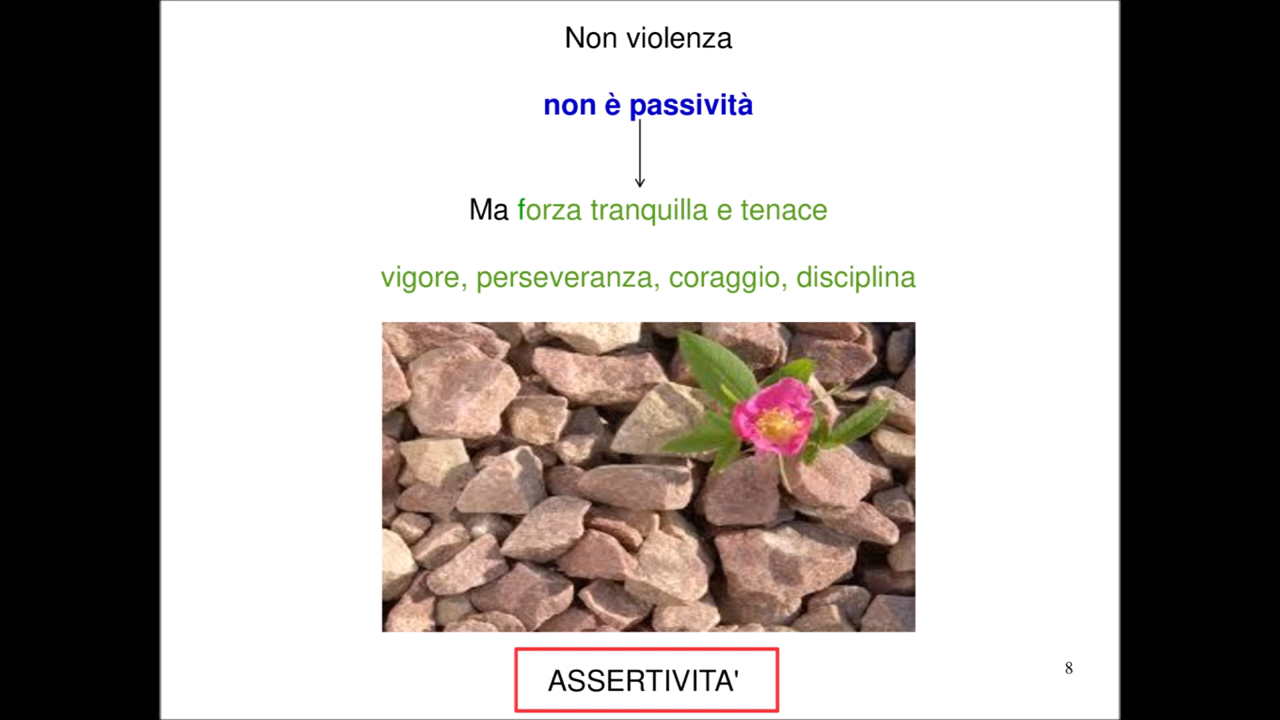 Non violenza
non è passività
Ma forza tranquilla e tenace
vigore, perseveranza, coraggio, disciplina
ASSERTIVITA'
8